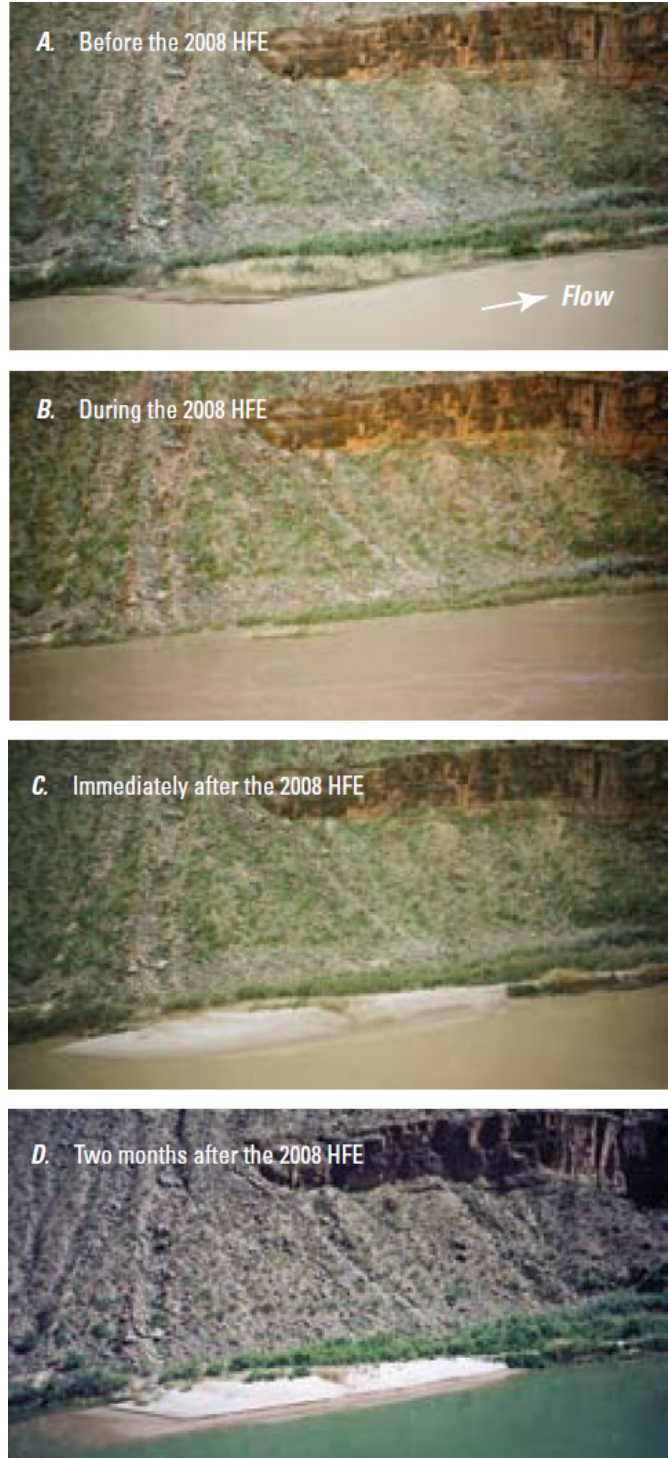 A. Before the 2008 HFE
Flow
B. During the 2008 HFE
C. Immediately after the 2008 HFE
D. Two months after the 2008 HFE